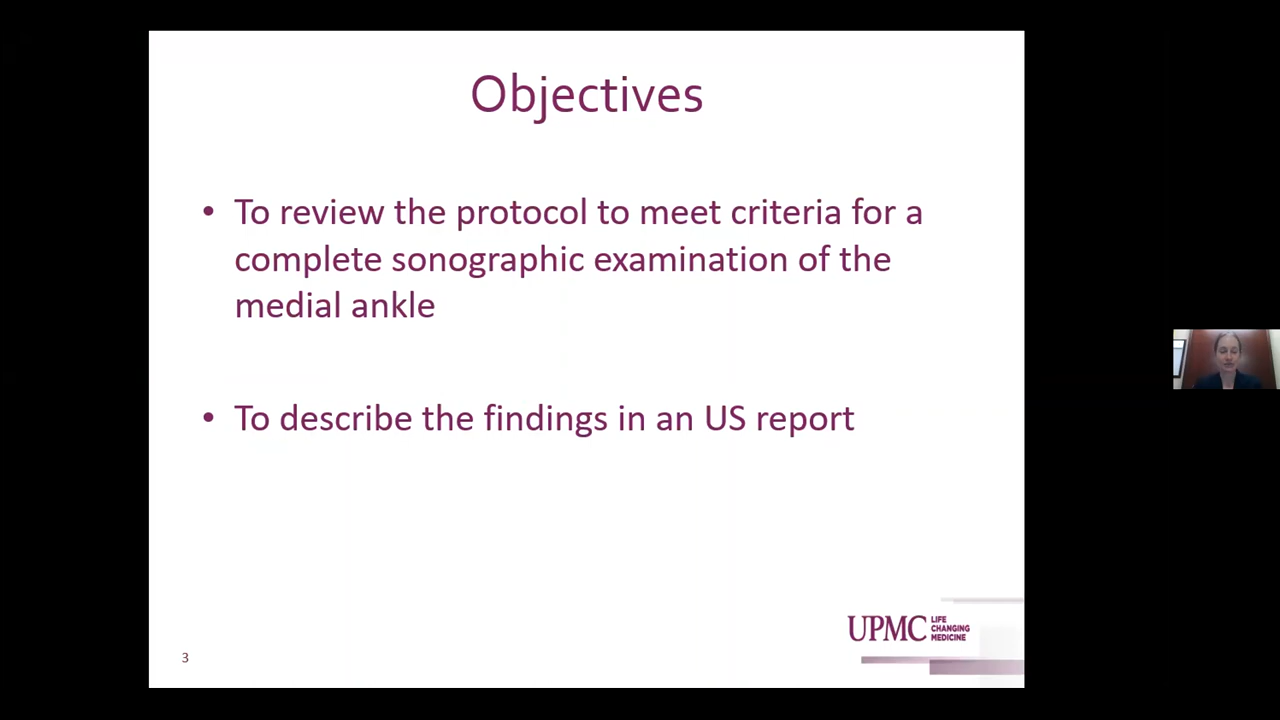 Objectives
• To review the protocol to meet criteria for a
complete sonographic examination of the
medial ankle
• To describe the findings in an US report
UPMC LIFE
CHANGING
MEDICINE
3